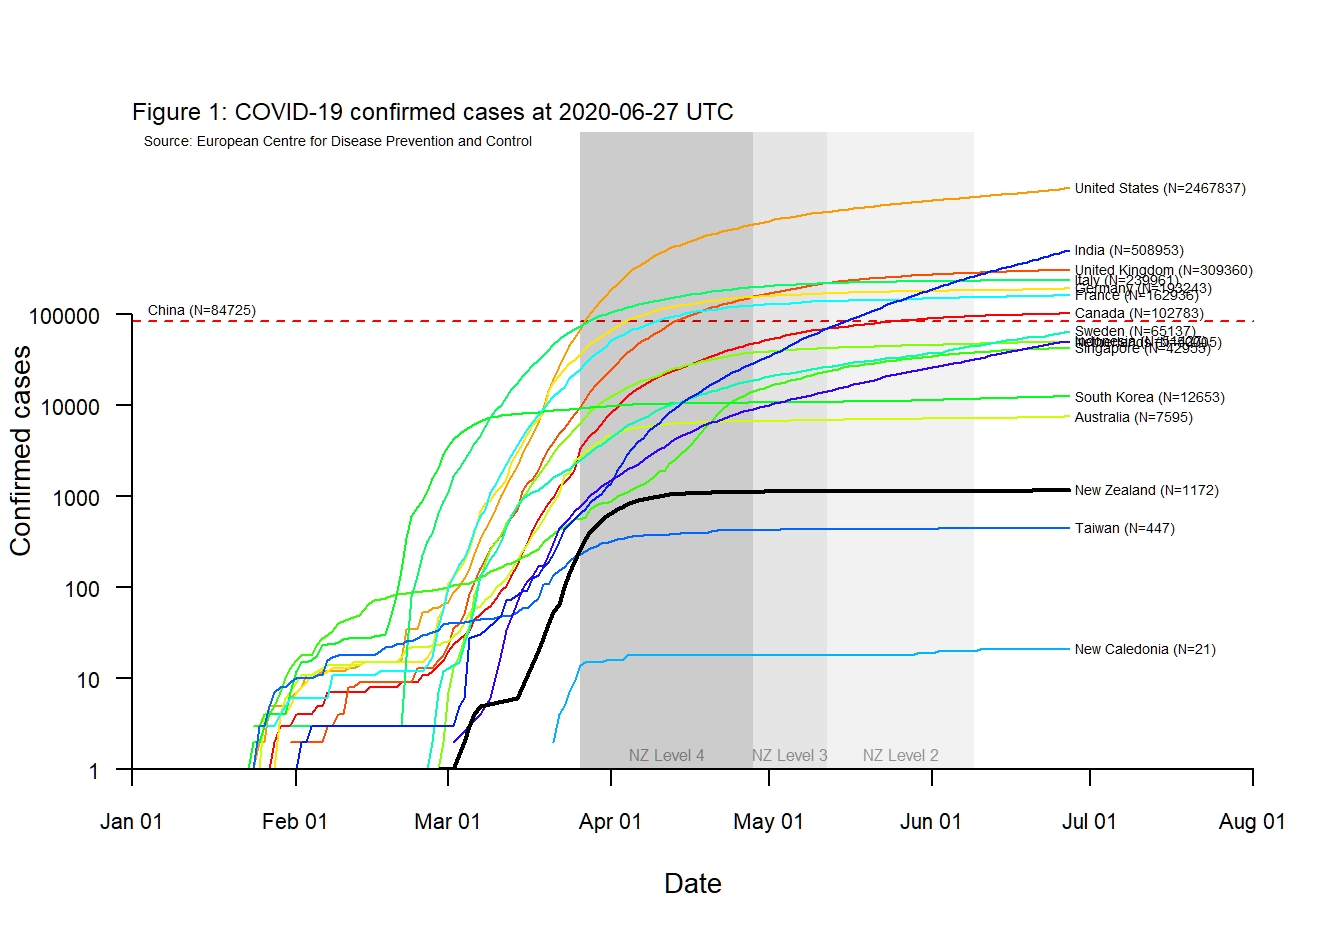 Figure 1: COVID-19 confirmed cases at 2020-06-27 UTC
Source: European Centre for Disease Prevention and Control
United States (N=2467837)
India (N=508953)
United Kingdom (N=309360)
Italy (N=239961)
Germany (N=193243)
France (N=162936)
China (N=84725)
Canada (N=102783)
Sweden (N=65137)
Singapore (N=42955)
South Korea (N=12653)
Australia (N=7595)
New Zealand (N=1172)
Taiwan (N=447)
New Caledonia (N=21)
NZ Level 4
NZ Level 3
NZ Level 2
Confirmed cases
100000
10000
1000
100
10
1
Jan 01
Feb 01
Mar 01
Apr 01
May 01
Jun 01
Jul 01
Aug 01
Date